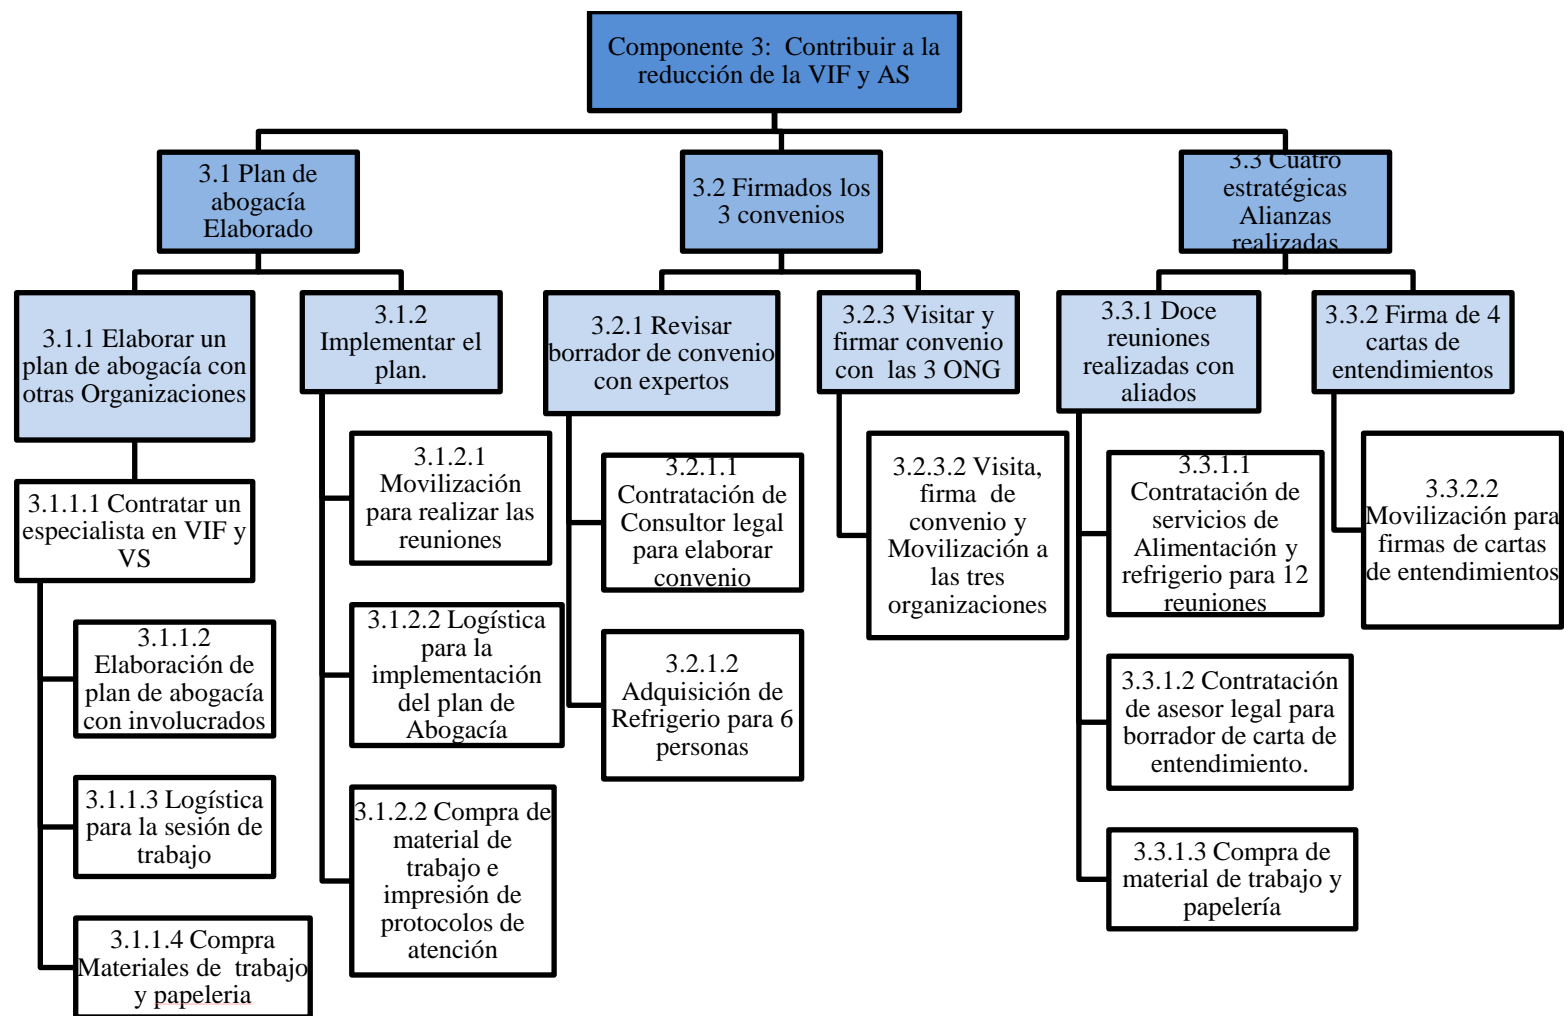 Componente 3: Contribuir a la
reducción de la VIF y AS
3.1 Plan de
abogacía
Elaborado
3.2 Firmados los
3 convenios
3.3 Cuatro
estratégicas
Alianzas
realizadas
3.1.1 Elaborar un
plan de abogacía con
otras Organizaciones
3.1.2
Implementar el
plan.
3.2.1 Revisar
borrador de convenio
con expertos
3.2.3 Visitar y
firmar convenio
con las 3 ONG
3.3.1 Doce
reuniones
realizadas con
aliados
3.3.2 Firma de 4
cartas de
entendimientos
3.1.1.1 Contratar un
especialista en VIF y
VS
3.1.1.2
Elaboración de
plan de abogacía
con involucrados
3.1.1.3 Logística
para la sesión de
trabajo
3.1.1.4 Compra
Materiales de trabajo
y papeleria
3.1.2.1
Movilización
para realizar las
reuniones
3.1.2.2 Logística
para la
implementación
del plan de
Abogacía
3.1.2.2 Compra de
material de
trabajo e
impresión de
protocolos de
atención
3.2.1.1
Contratación de
Consultor legal
para elaborar
convenio
3.2.1.2
Adquisición de
Refrigerio para 6
personas
3.2.3.2 Visita,
firma de
convenio y
Movilización a
las tres
organizaciones
3.3.1.1
Contratación de
servicios de
Alimentación y
refrigerio para 12
reuniones
3.3.1.2 Contratación
de asesor legal para
borrador de carta de
entendimiento.
3.3.1.3 Compra de
material de trabajo y
papelería
3.3.2.2
Movilización para
firmas de cartas
de entendimientos